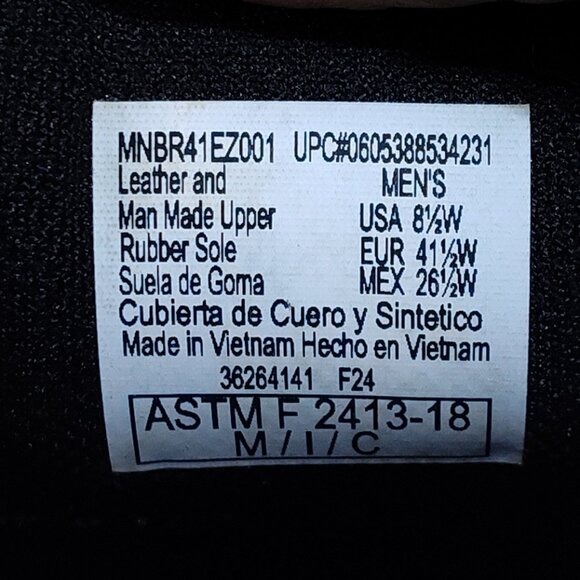 MNBR41EZ001 UPC#0605388534231
Leather and MEN'S
Man Made Upper USA 8½W
Rubber Sole EUR 41½W
Suela de Goma MEX 26½W
Cubierta de Cuero y Sintetico
Made in Vietnam Hecho en Vietnam
36264141 F24
ASTM F 2413-18
M / I / C